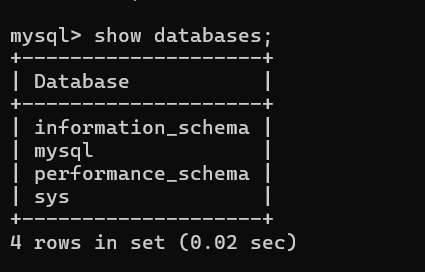 mysql> show databases;
+--------------------+
| Database           |
+--------------------+
| information_schema |
| mysql              |
| performance_schema |
| sys                |
+--------------------+
4 rows in set (0.02 sec)